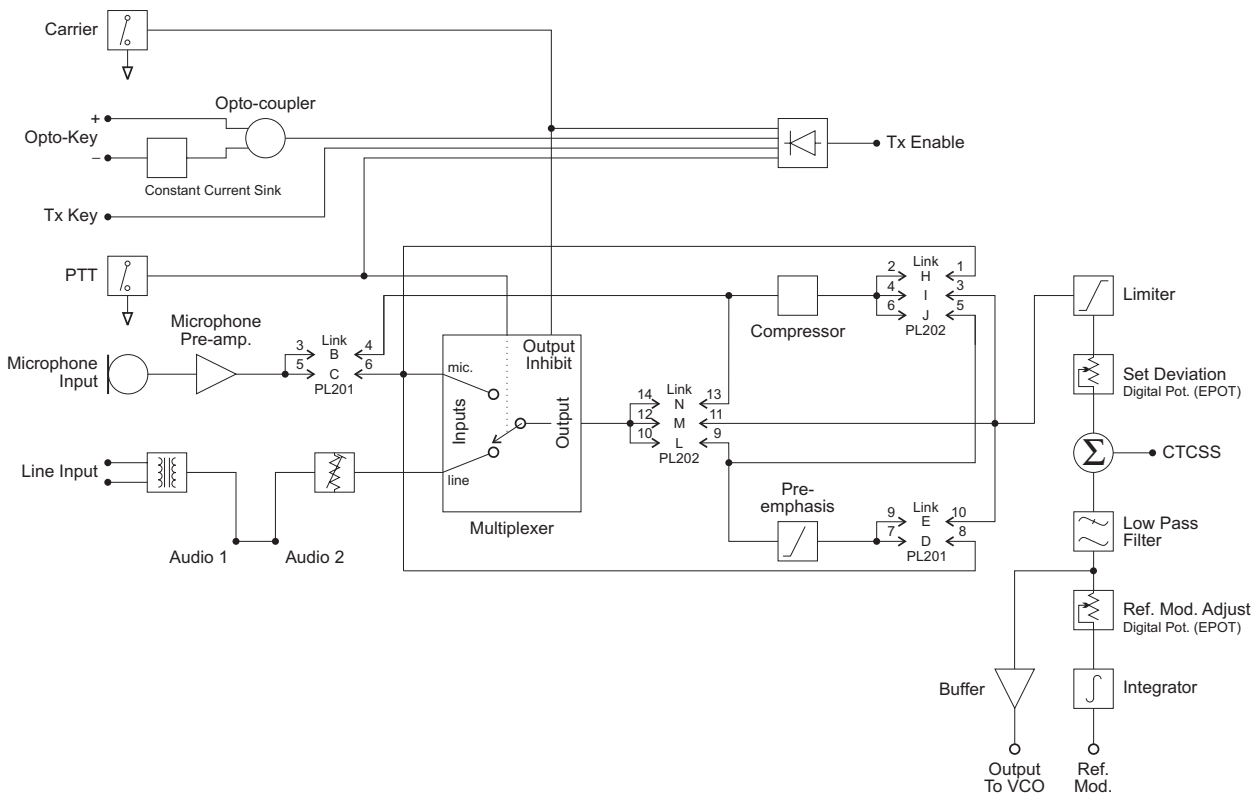 Carrier
Opto-coupler
+
Opto-Key
–
Constant Current Sink
Tx Enable
Tx Key
PTT
Microphone
Pre-amp.
Microphone
Input
3
5
Link
B
C
PL201
4
6
mic.
Inputs
line
Output
Inhibit
Output
Multiplexer
Line Input
Audio 1
Audio 2
14
12
10
Link
N
M
L
PL202
13
11
9
Compressor
2
4
6
Link
H
I
J
PL202
1
3
5
Pre-
emphasis
9
7
Link
E
D
PL201
10
8
Limiter
Set Deviation
Digital Pot. (EPOT)
Σ
CTCSS
Low Pass
Filter
Ref. Mod. Adjust
Digital Pot. (EPOT)
Buffer
Integrator
Output
To VCO
Ref.
Mod.